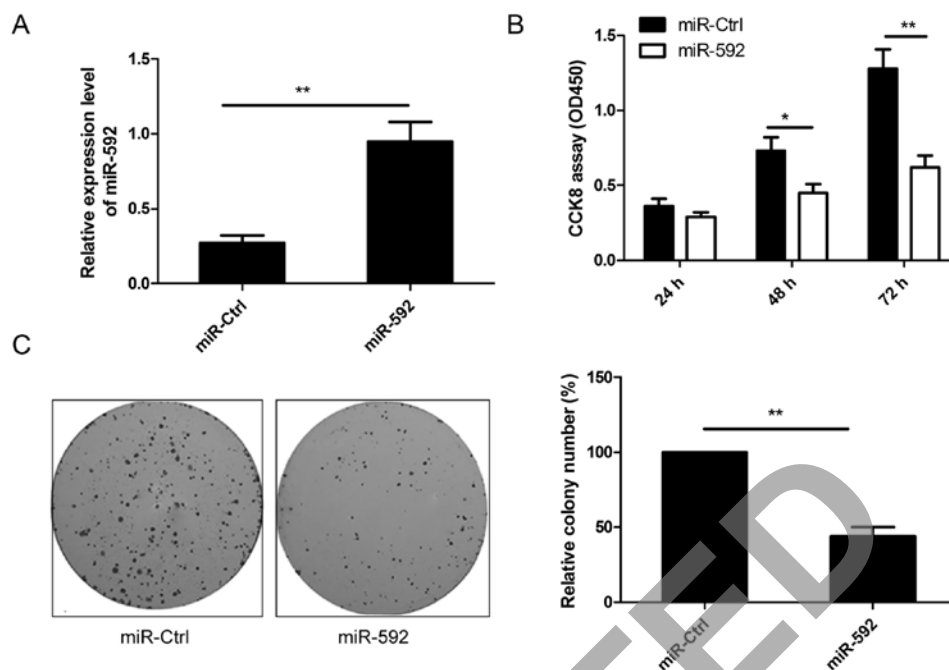 A
Relative expression level
of miR-592
1.5
1.0
0.5
0.0
**
miR-Ctrl
miR-592
B
CCK8 assay (OD450)
1.5
1.0
0.5
0.0
miR-Ctrl
miR-592
*
**
24 h
48 h
72 h
C
miR-Ctrl
miR-592
Relative colony number (%)
150
100
50
0
**
miR-Ctrl
miR-592
TED